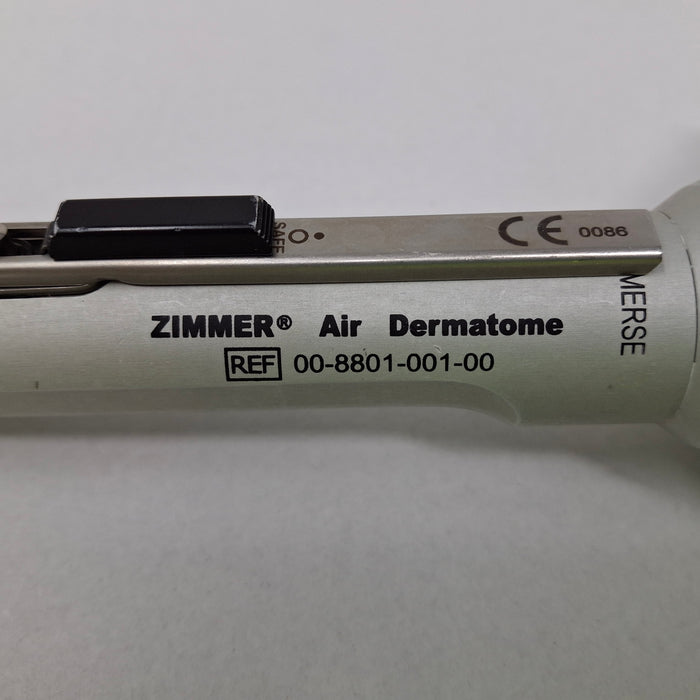 SAFE
CE 0086
ZIMMER® Air Dermatome
REF 00-8801-001-00
MERSE